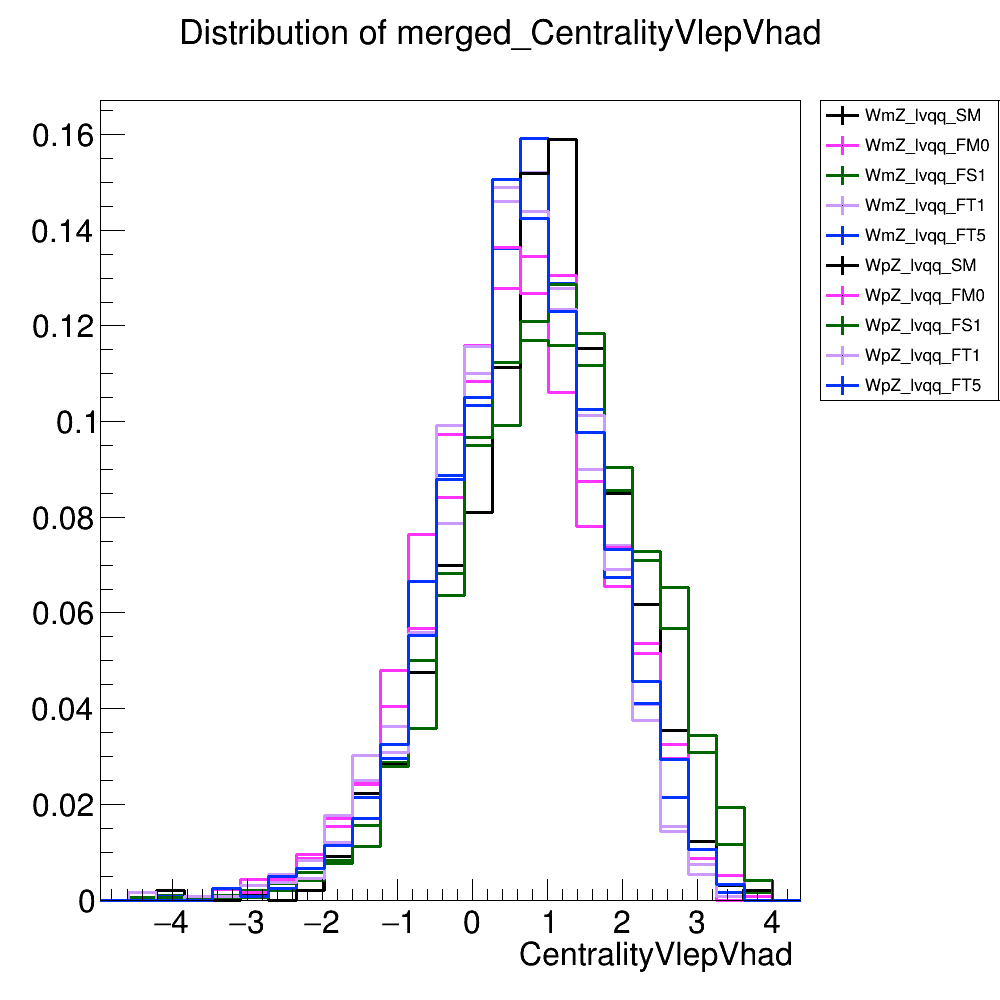 Distribution of merged_CentralityVlepVhad
WmZ_lvqq_SM
WmZ_lvqq_FM0
WmZ_lvqq_FS1
WmZ_lvqq_FT1
WmZ_lvqq_FT5
WpZ_lvqq_SM
WpZ_lvqq_FM0
WpZ_lvqq_FS1
WpZ_lvqq_FT1
WpZ_lvqq_FT5
0.16
0.14
0.12
0.1
0.08
0.06
0.04
0.02
0
−4 −3 −2 −1 0 1 2 3 4
CentralityVlepVhad